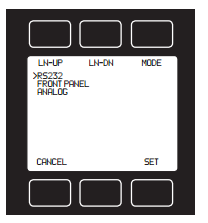 LN-UP LN-DN MODE
>RS232
FRONT PANEL
ANALOG
CANCEL SET